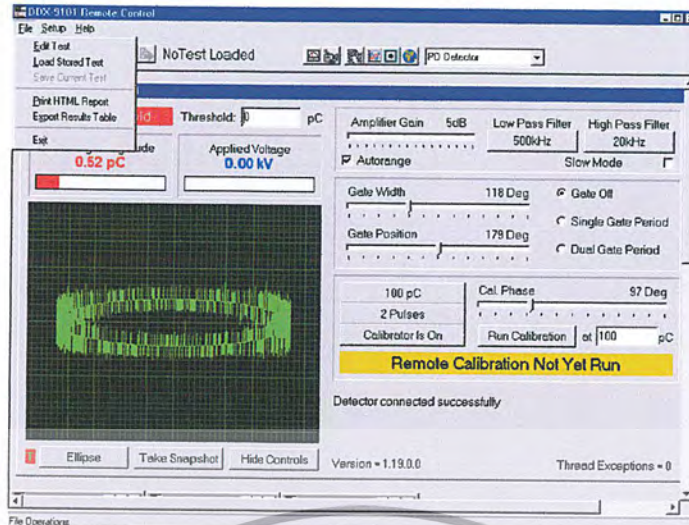 DDX-9101 Remote Control
File Setup Help
Edit Test
Load Stored Test
Save Current Test
Print HTML Report
Export Results Table
Exit
NoTest Loaded
PD Detector
Threshold: 0 pC
0.52 pC
Applied Voltage
0.00 kV
Amplifier Gain 5dB
Low Pass Filter High Pass Filter
500kHz 20kHz
Autorange
Slow Mode
Gate Width 118 Deg
Gate Off
Single Gate Period
Gate Position 179 Deg
Dual Gate Period
100 pC
2 Pulses
Calibrator Is On
Cal. Phase 97 Deg
Run Calibration at 100 pC
Remote Calibration Not Yet Run
Detector connected successfully
Ellipse Take Snapshot Hide Controls
Version = 1.19.0.0 Thread Exceptions = 0
File Operations